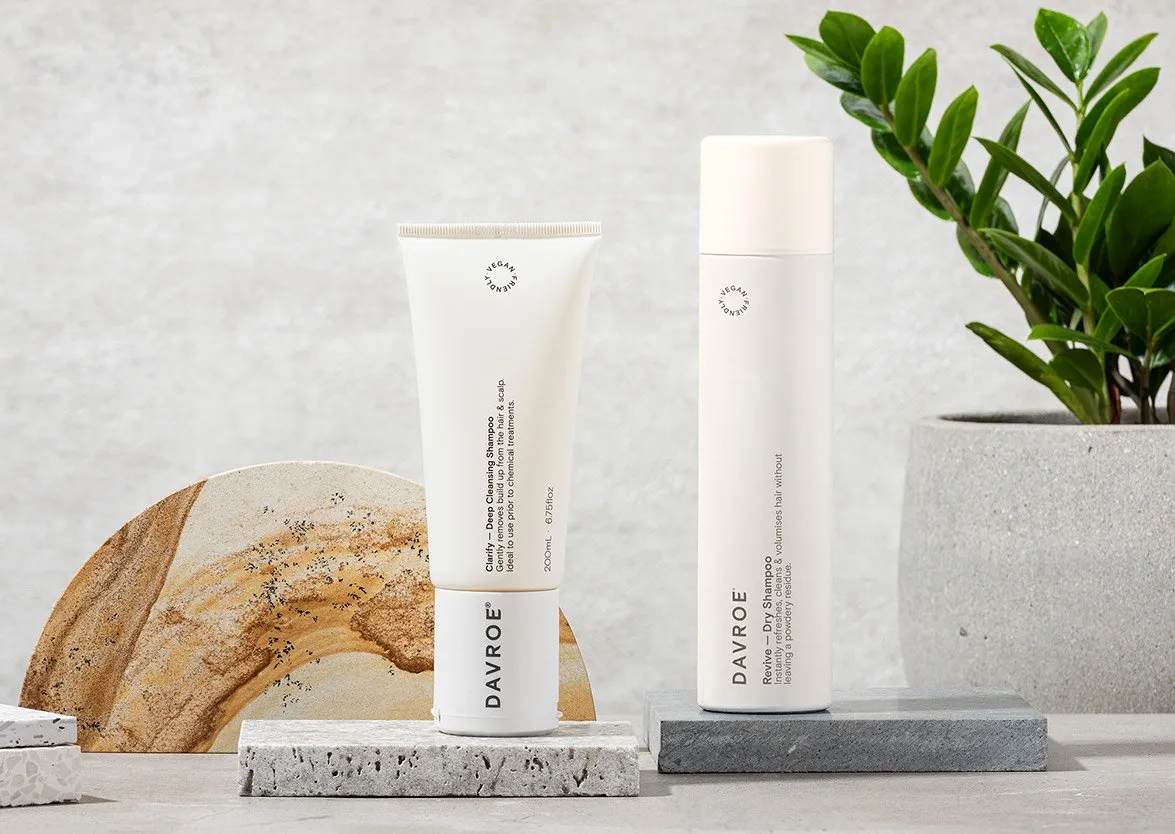 · VEGAN · FRIENDLY
Clarify — Deep Cleansing Shampoo
Gently removes build up from the hair & scalp.
Ideal to use prior to chemical treatments.
200mL · 6.75floz
DAVROE®
· VEGAN · FRIENDLY
DAVROE
Revive — Dry Shampoo
Instantly refreshes, cleans & volumises hair without
leaving a powdery residue.